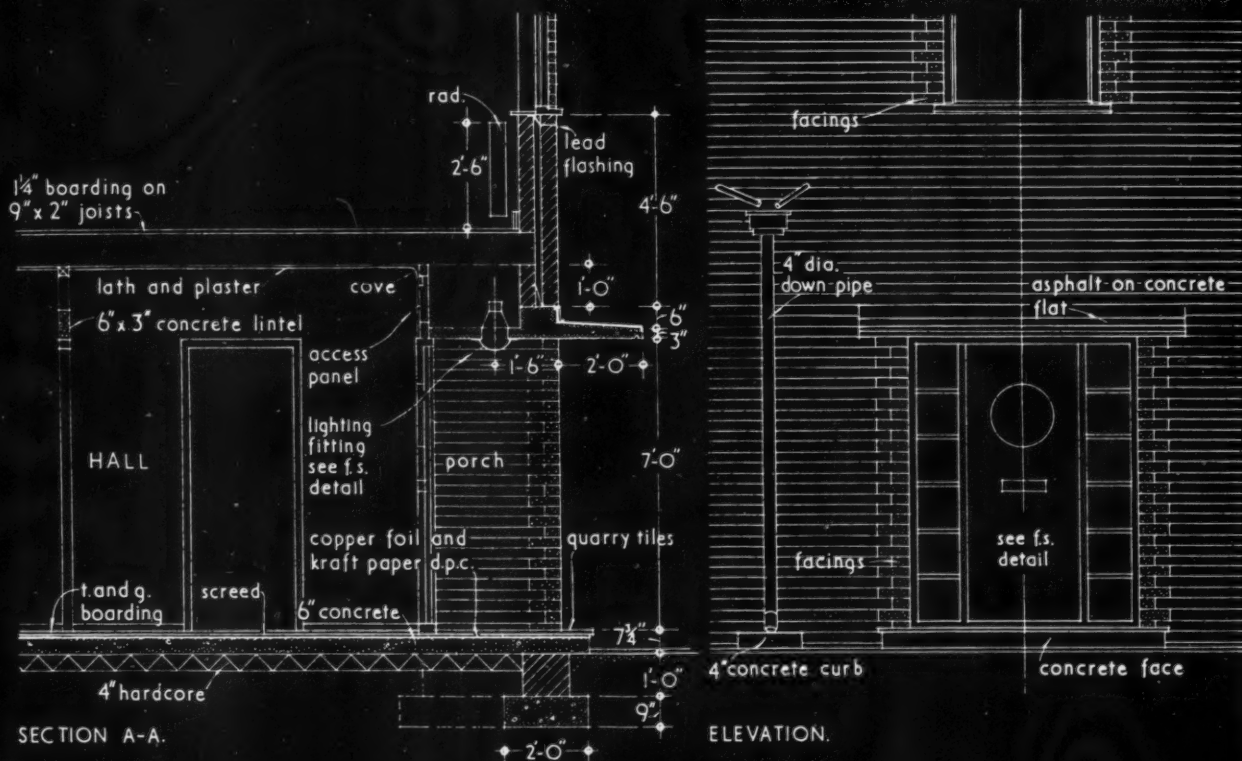 rad.
lead
flashing
2'-6"
4'-6"
1¼" boarding on
9" x 2" joists
lath and plaster
cove
1'-0"
6" x 3" concrete lintel
6"
3"
access
panel
1'-6"
2'-0"
lighting
fitting
see f.s.
detail
HALL
porch
7'-0"
copper foil and
kraft paper d.p.c.
quarry tiles
t. and g.
boarding
screed
6" concrete
7¾"
4" hardcore
1'-0"
9"
2'-0"
SECTION A-A.
facings
4" dia.
down-pipe
asphalt on concrete
flat
facings
see f.s.
detail
4" concrete curb
concrete face
ELEVATION.